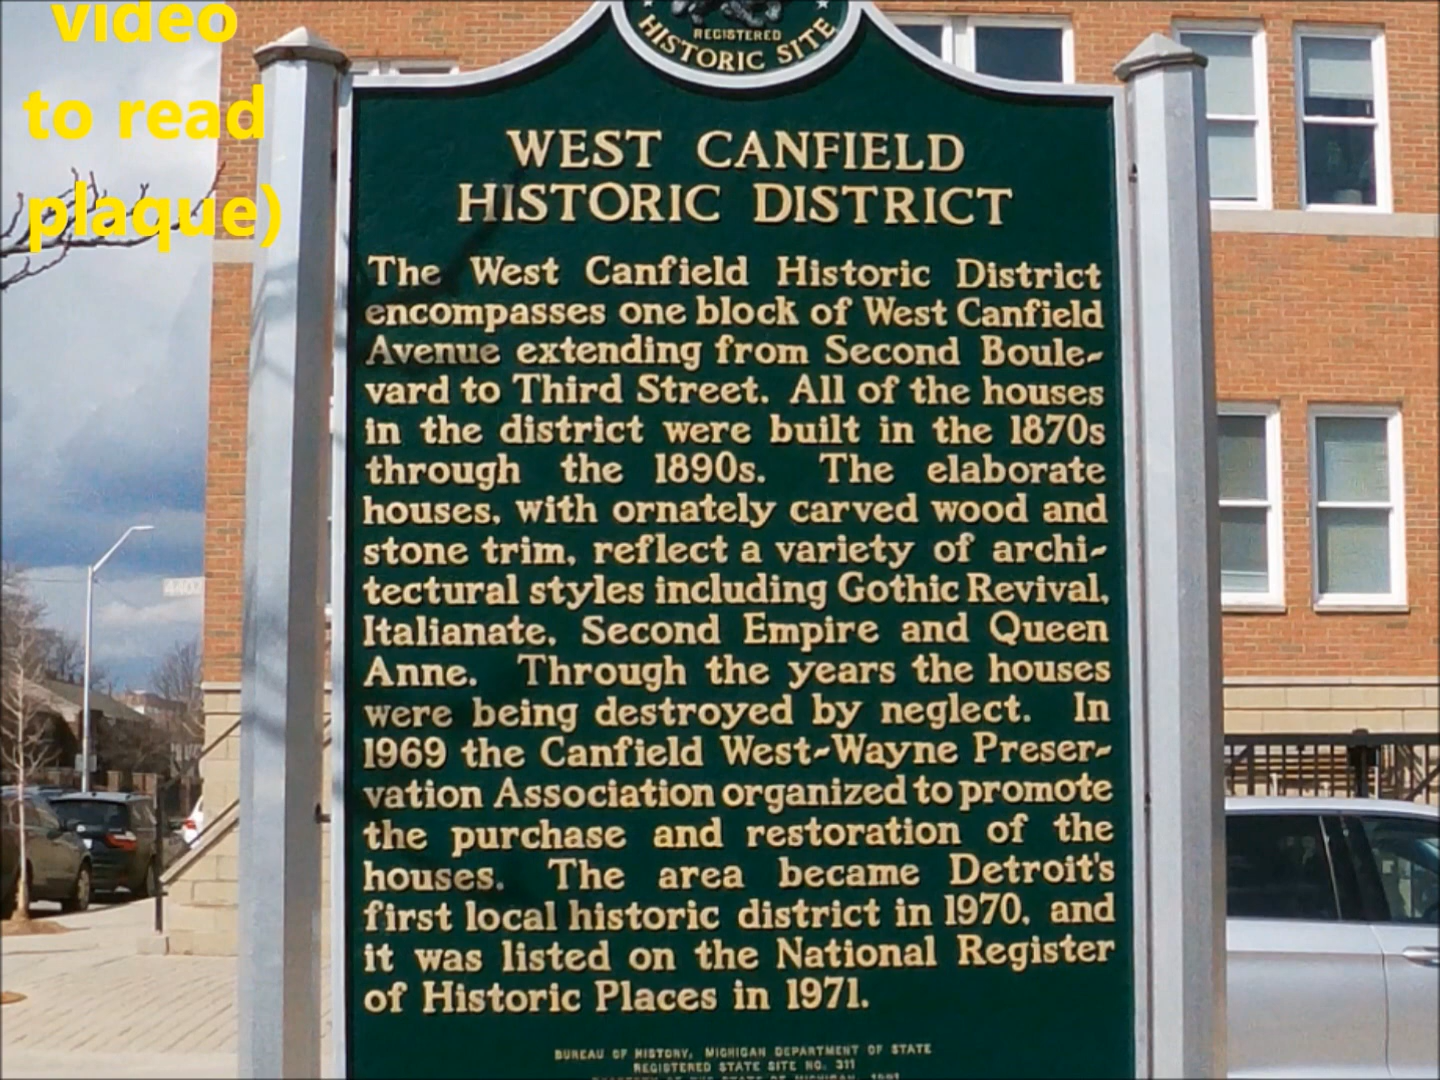 video
to read
plaque)
REGISTERED
HISTORIC SITE
WEST CANFIELD
HISTORIC DISTRICT
The West Canfield Historic District
encompasses one block of West Canfield
Avenue extending from Second Boule-
vard to Third Street. All of the houses
in the district were built in the 1870s
through the 1890s. The elaborate
houses, with ornately carved wood and
stone trim, reflect a variety of archi-
tectural styles including Gothic Revival,
Italianate, Second Empire and Queen
Anne. Through the years the houses
were being destroyed by neglect. In
1969 the Canfield West-Wayne Preser-
vation Association organized to promote
the purchase and restoration of the
houses. The area became Detroit's
first local historic district in 1970, and
it was listed on the National Register
of Historic Places in 1971.
BUREAU OF HISTORY, MICHIGAN DEPARTMENT OF STATE
REGISTERED STATE SITE NO. 311